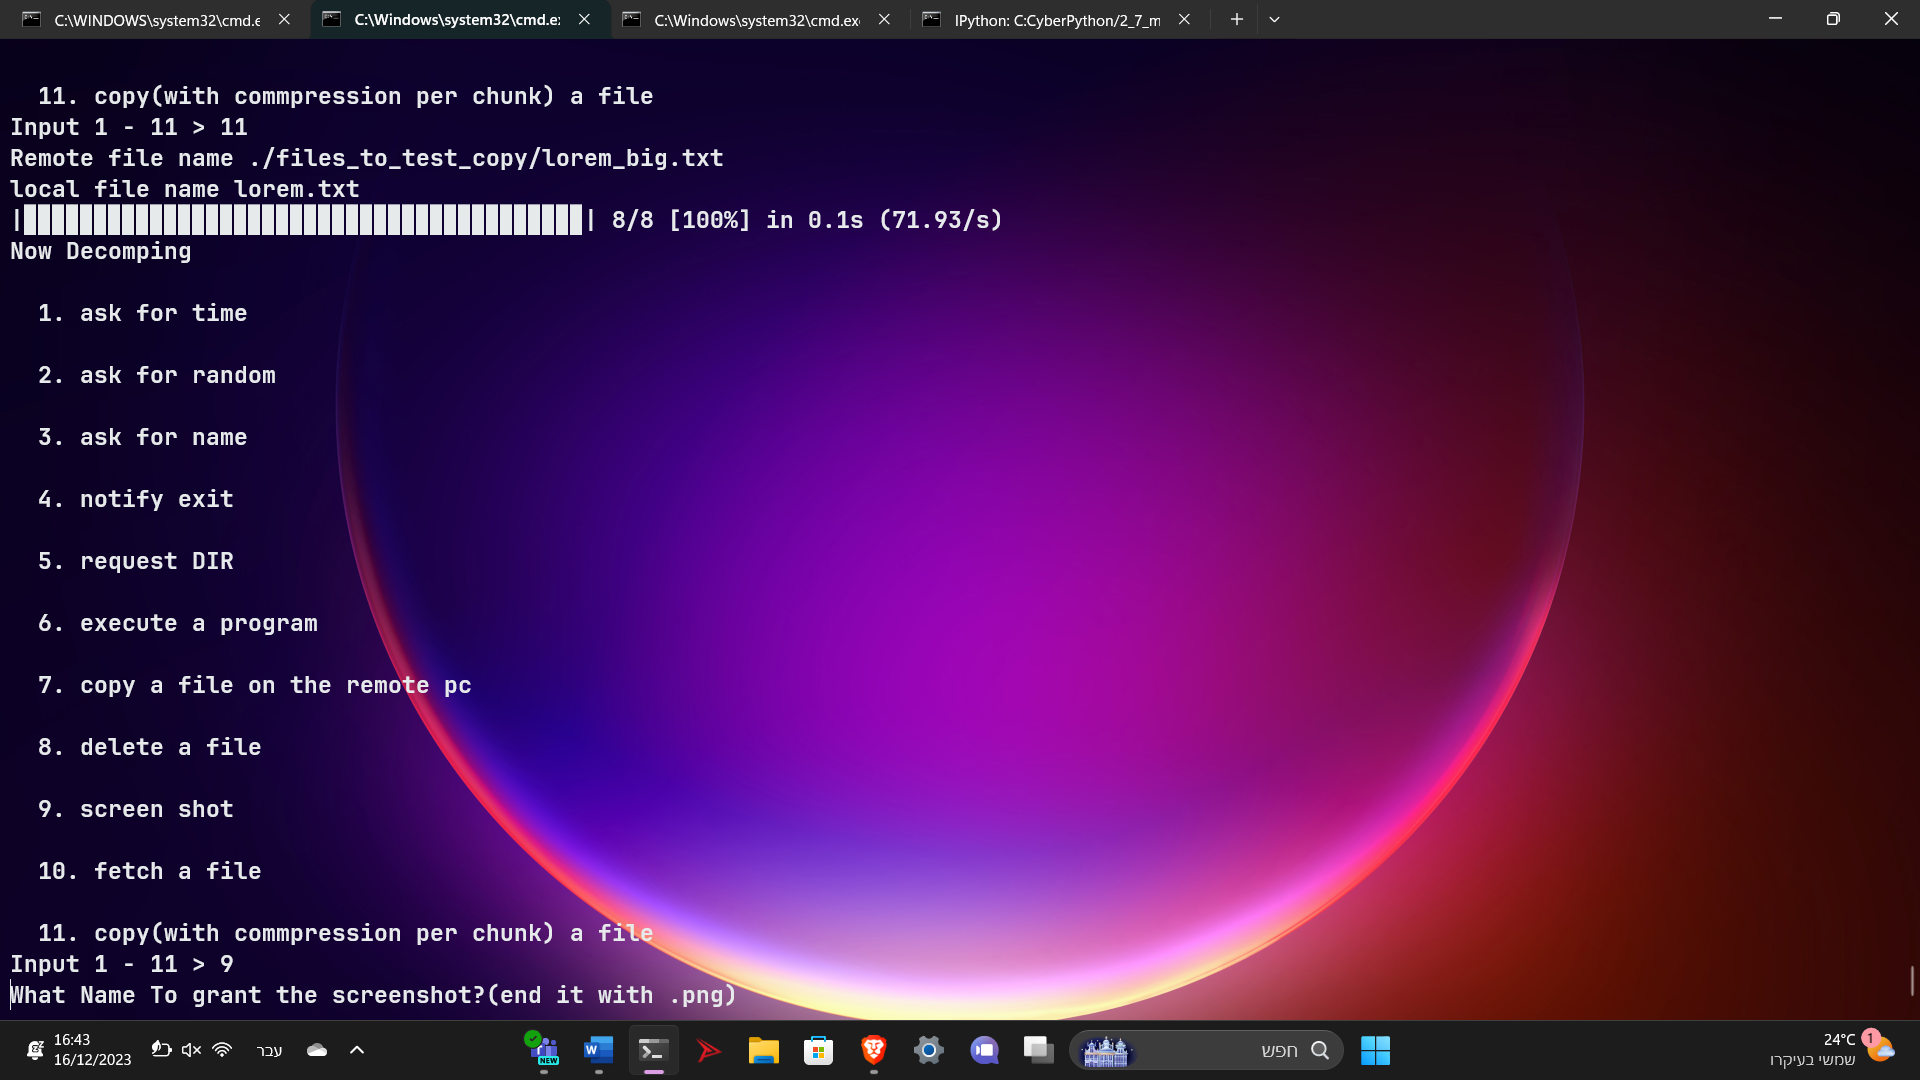 C:\WINDOWS\system32\cmd.e
C:\Windows\system32\cmd.ex
C:\Windows\system32\cmd.exe
IPython: C:CyberPython/2_7_m
11. copy(with commpression per chunk) a file
Input 1 - 11 > 11
Remote file name ./files_to_test_copy/lorem_big.txt
local file name lorem.txt
|████████████████████████████████████████| 8/8 [100%] in 0.1s (71.93/s)
Now Decomping
1. ask for time
2. ask for random
3. ask for name
4. notify exit
5. request DIR
6. execute a program
7. copy a file on the remote pc
8. delete a file
9. screen shot
10. fetch a file
11. copy(with commpression per chunk) a file
Input 1 - 11 > 9
What Name To grant the screenshot?(end it with .png)
16:43
16/12/2023
עבר
NEW
חפש
24°C
שמשי בעיקרו
1